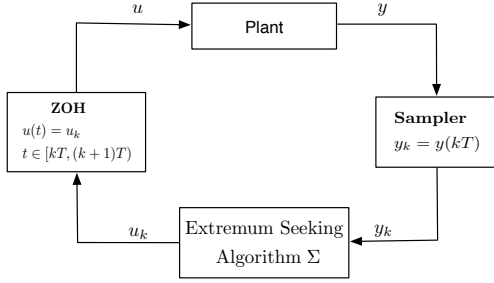 u
Plant
y
ZOH
u(t) = u_k
t ∈ [kT, (k + 1)T)
Sampler
y_k = y(kT)
Extremum Seeking
Algorithm Σ
u_k
y_k